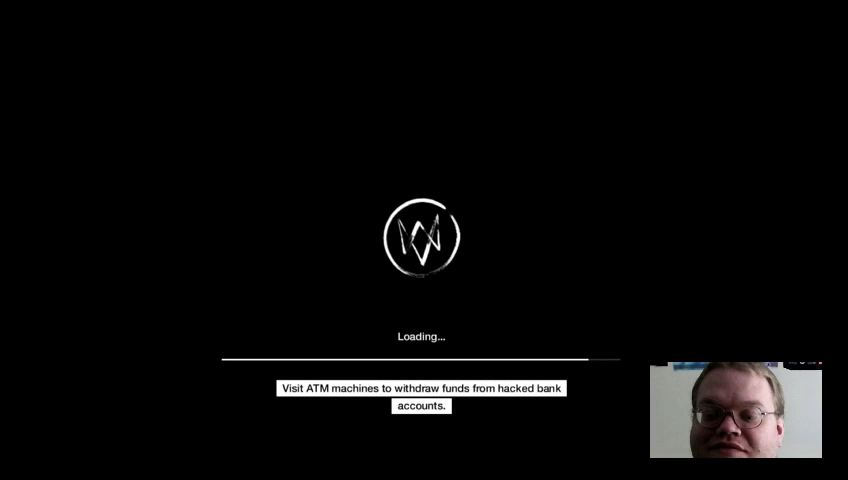 Loading...
Visit ATM machines to withdraw funds from hacked bank
accounts.